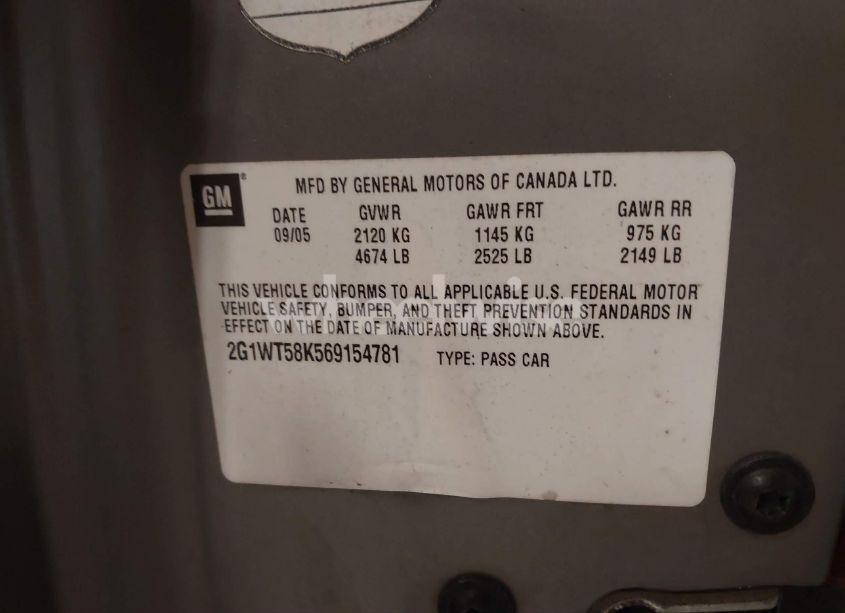 GM ® MFD BY GENERAL MOTORS OF CANADA LTD.
DATE GVWR GAWR FRT GAWR RR
09/05 2120 KG 1145 KG 975 KG
4674 LB 2525 LB 2149 LB
THIS VEHICLE CONFORMS TO ALL APPLICABLE U.S. FEDERAL MOTOR
VEHICLE SAFETY, BUMPER, AND THEFT PREVENTION STANDARDS IN
EFFECT ON THE DATE OF MANUFACTURE SHOWN ABOVE.
2G1WT58K569154781 TYPE: PASS CAR